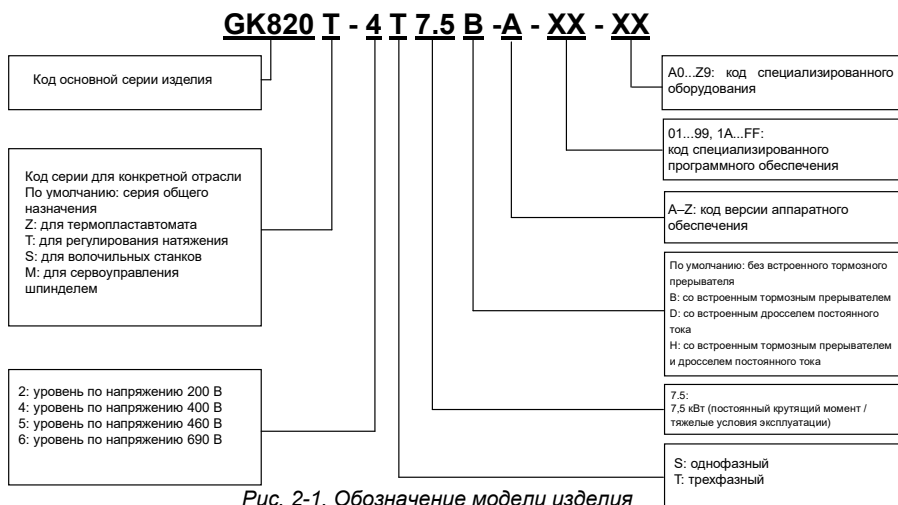 GK820 T - 4 T 7.5 B -A - XX - XX
Код основной серии изделия
Код серии для конкретной отрасли
По умолчанию: серия общего
назначения
Z: для термопластавтомата
T: для регулирования натяжения
S: для волочильных станков
M: для сервоуправления
шпинделем
2: уровень по напряжению 200 В
4: уровень по напряжению 400 В
5: уровень по напряжению 460 В
6: уровень по напряжению 690 В
A0...Z9: код специализированного
оборудования
01...99, 1A...FF:
код специализированного
программного обеспечения
A–Z: код версии аппаратного
обеспечения
По умолчанию: без встроенного тормозного
прерывателя
B: со встроенным тормозным прерывателем
D: со встроенным дросселем постоянного
тока
H: со встроенным тормозным прерывателем
и дросселем постоянного тока
7.5:
7,5 кВт (постоянный крутящий момент /
тяжелые условия эксплуатации)
S: однофазный
T: трехфазный
Рис. 2-1. Обозначение модели изделия